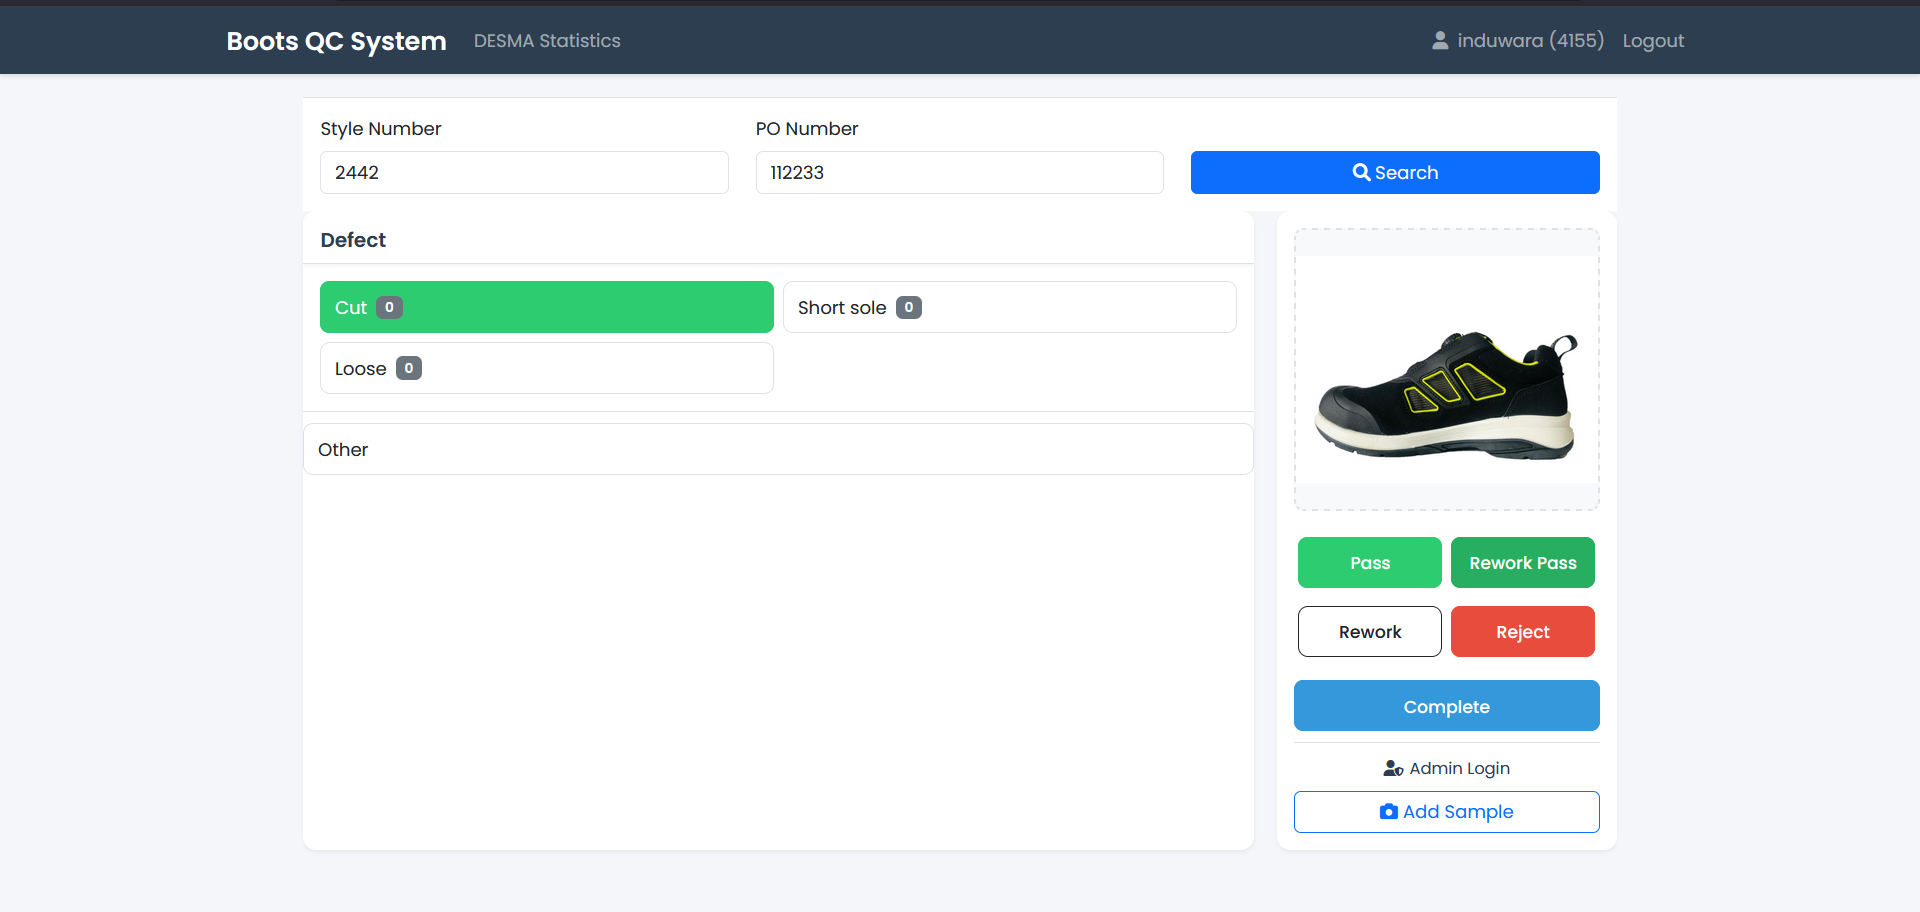 Boots QC System
DESMA Statistics
induwara (4155)
Logout
Style Number
PO Number
2442
112233
Search
Defect
Cut 0
Short sole 0
Loose 0
Other
Pass
Rework Pass
Rework
Reject
Complete
Admin Login
Add Sample